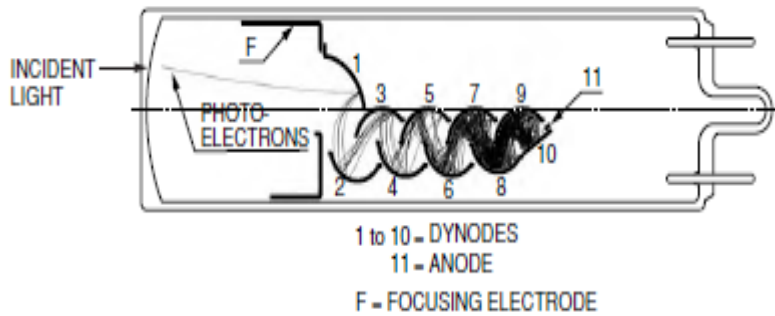 F
1
INCIDENT
LIGHT
11
3
5
7
9
PHOTO-
ELECTRONS
10
2
4
6
8
1 to 10 = DYNODES
11 = ANODE
F = FOCUSING ELECTRODE